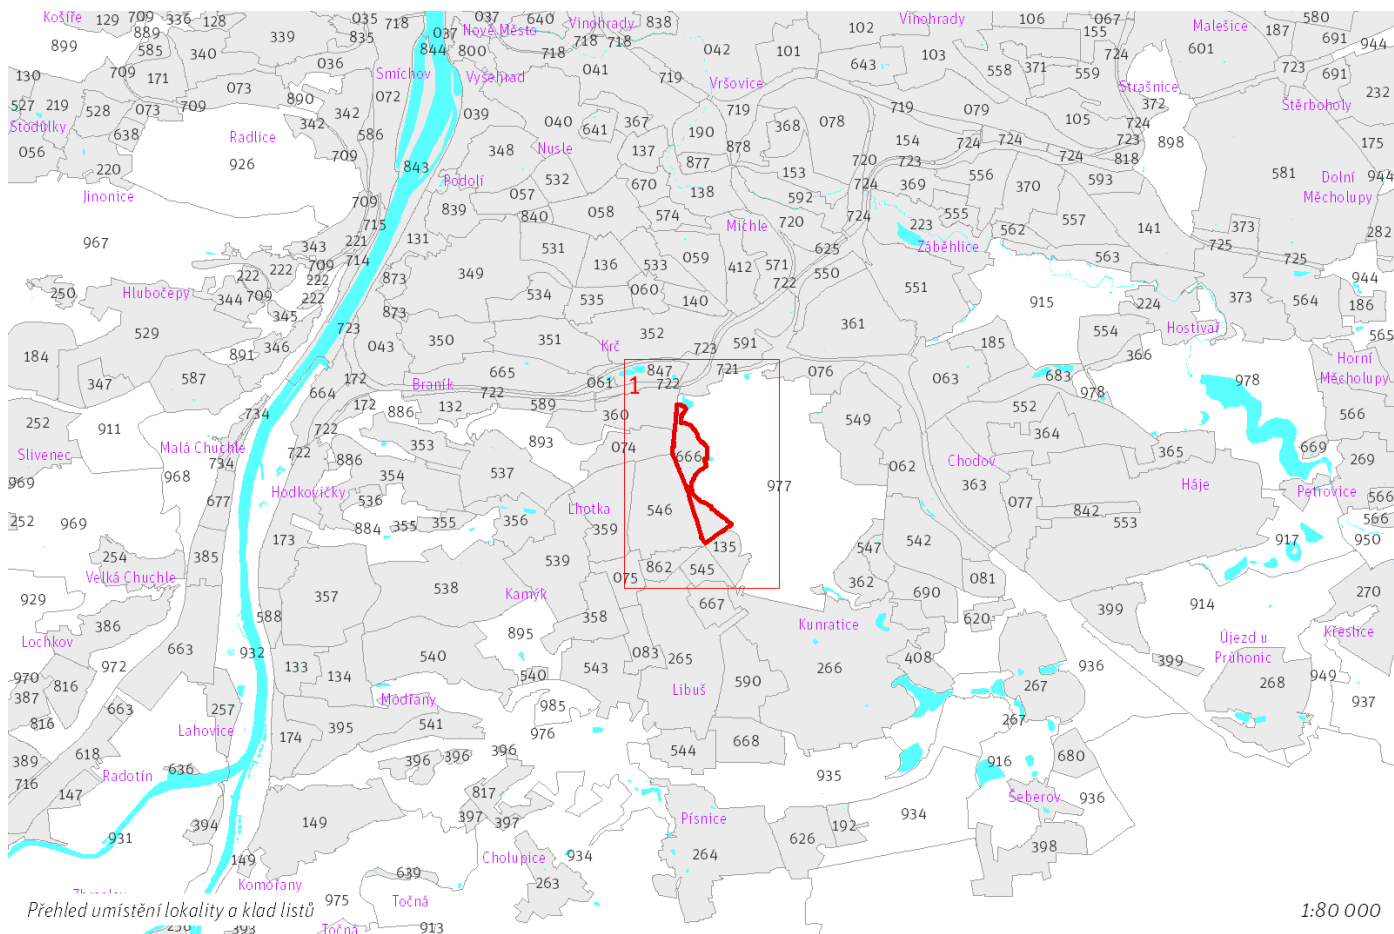 Košíře 129 709 336 128 035 718 037 037 640 Vinohrady 838 102 Vinohrady 106 067 580
889 339 835 Nové Město 718 718 155 Malešice 187 691 944
899 585 340 844 800 718 042 101 643 103 724 601
709 036 Smíchov Vyšehrad 041 719 558 371 559 723 691
130 171 073 072 Vršovice Strašnice 232
527 219 528 073 709 890 342 039 719 719 079 372 Štěrboholy
Stodůlky 638 Radlice 342 586 040 641 367 190 368 078 105 724
056 926 709 348 Nusle 137 878 154 724 724 723 898 175
220 843 877 153 720 723 724 818 581 Dolní 944
Jinonice Podolí 532 670 138 592 724 369 556 370 593 Měcholupy
709 839 057 840 058 574 Michle 720 724 223 555 557 141 373 282
967 343 221 715 131 531 625 562 Záběhlice 725 725
222 222 709 714 136 533 059 412 571 550 563
250 Hlubočepy 222 873 349 722 551 944
344 709 222 534 535 060 140 915 224 373 564 186
345 873 361 Hostivař
529 723 350 351 352 554 565
184 891 346 043 Krč 723 591 185 366 Horní
587 665 061 847 721 076 063 683 978 Měcholupy
347 172 Braník 722 1 722 978
664 172 132 589 552 566
252 911 734 886 360 549 364
722 353 893 074 666 669
Slivenec Malá Chuchle 722 Chodov 365 269
734 886 354 537 977 062 363 Háje
969 968 677 Hodkovičky 536 Petrovice
252 969 884 355 355 356 Lhotka 546 077 842 566
359 553 566
254 385 173 539 135 547 542 917 950
Velká Chuchle 075 862 545 362 081
929 357 538 Kamýk 667 690 914 270
386 588 358 Kunratice 620 399
Lochkov 663 932 895 Újezd u Křeslice
972 540 083 265 266 408 936 Průhonic
970 816 133 134 540 543 590 399 949
387 663 257 Modřany Libuš 267 268 937
816 395 541 985 267
Lahovice 174 976 668
389 618 396 396 396 544 916 680
716 Radotín 636 935
147 817 Šeberov 936
394 149 397 397 Písnice 192 934
931 626 398
149 Cholupice 934 264
Komořany 639 263
975 Točná
Přehled umístění lokality a klad listů 1:80 000
Točná 913